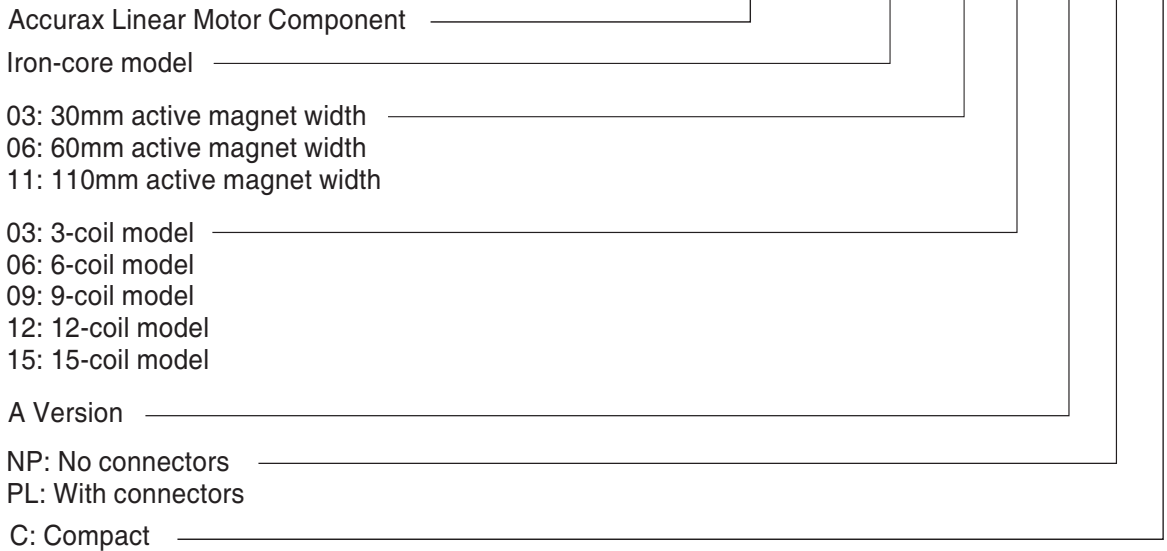 Accurax Linear Motor Component
Iron-core model
03: 30mm active magnet width
06: 60mm active magnet width
11: 110mm active magnet width
03: 3-coil model
06: 6-coil model
09: 9-coil model
12: 12-coil model
15: 15-coil model
A Version
NP: No connectors
PL: With connectors
C: Compact